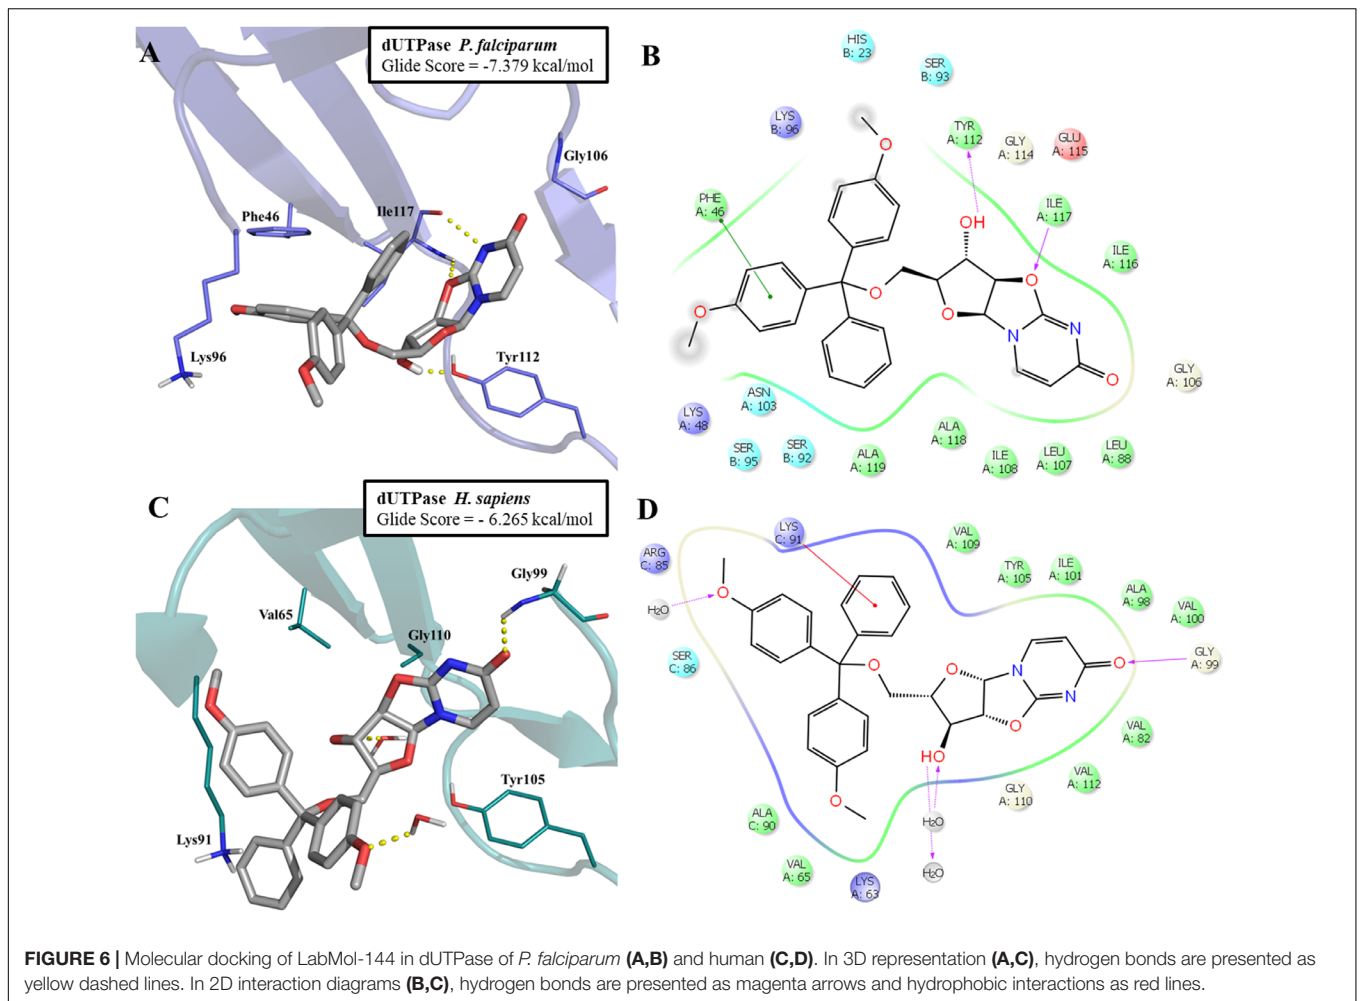 A
dUTPase P. falciparum
Glide Score = -7.379 kcal/mol
Gly106
Phe46
Ile117
Lys96
Tyr112
B
HIS
B: 23
SER
B: 93
LYS
B: 96
TYR
A: 112
GLY
A: 114
GLU
A: 115
PHE
A: 46
ILE
A: 117
ILE
A: 116
O
OH
O
O
O
O
N
N
O
GLY
A: 106
ASN
A: 103
LYS
A: 48
SER
B: 95
SER
B: 92
ALA
A: 119
ALA
A: 118
ILE
A: 108
LEU
A: 107
LEU
A: 88
C
dUTPase H. sapiens
Glide Score = - 6.265 kcal/mol
Gly99
Val65
Gly110
Tyr105
Lys91
D
LYS
C: 91
VAL
A: 109
ARG
C: 85
TYR
A: 105
ILE
A: 101
ALA
A: 98
VAL
A: 100
H2O
O
SER
C: 86
GLY
A: 99
O
O
N
O
N
O
VAL
A: 82
HO
VAL
A: 112
GLY
A: 110
O
ALA
C: 90
H2O
VAL
A: 65
LYS
A: 63
H2O
FIGURE 6 | Molecular docking of LabMol-144 in dUTPase of P. falciparum (A,B) and human (C,D). In 3D representation (A,C), hydrogen bonds are presented as
yellow dashed lines. In 2D interaction diagrams (B,C), hydrogen bonds are presented as magenta arrows and hydrophobic interactions as red lines.